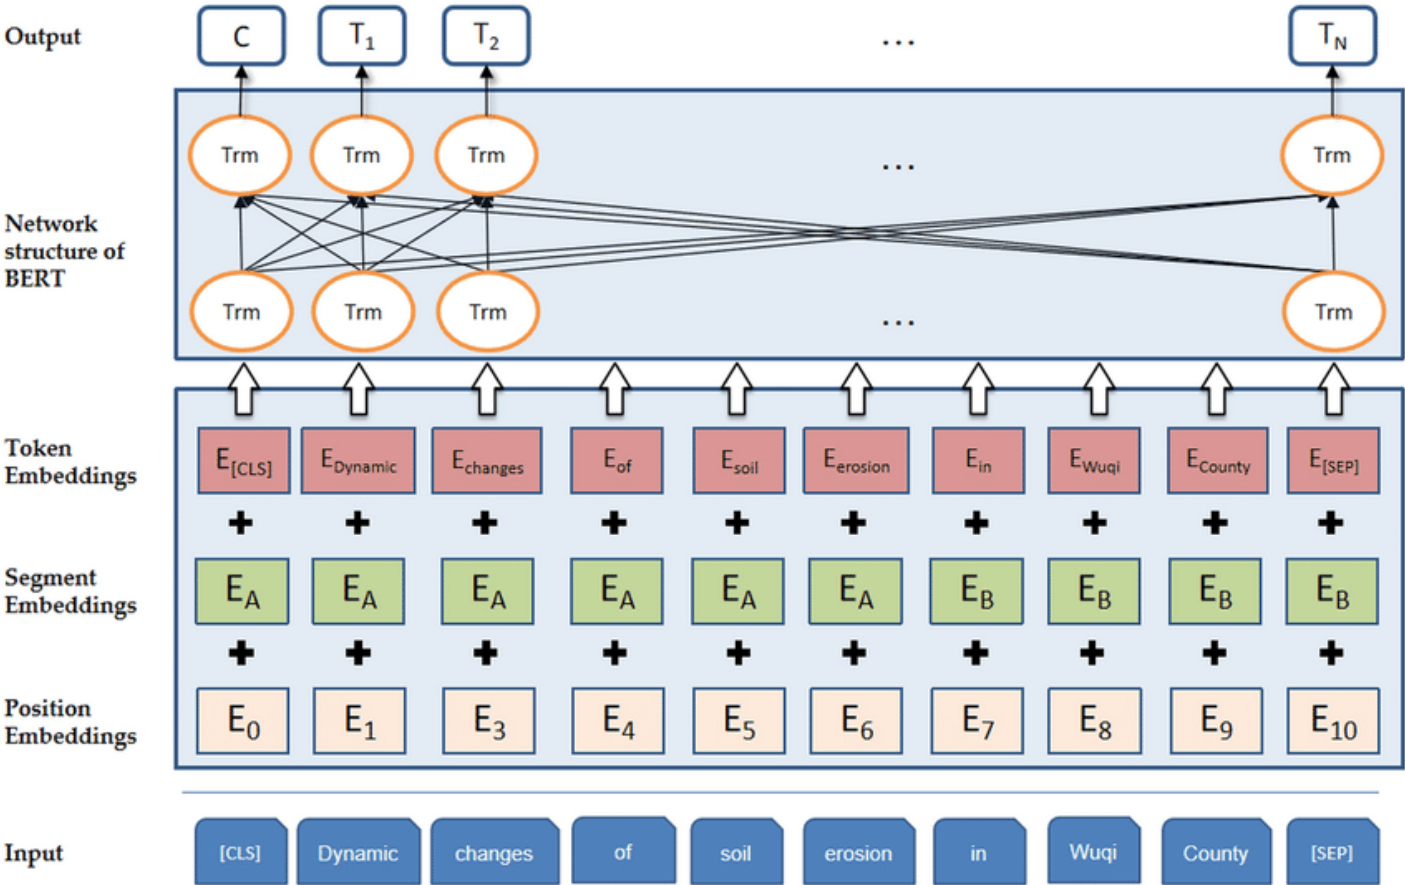 Output C T1 T2 ... TN
Trm Trm Trm ... Trm
Network
structure of
BERT
Trm Trm Trm ... Trm
Token
Embeddings
E[CLS] EDynamic Echanges Eof Esoil Eerosion Ein EWuqi ECounty E[SEP]
+ + + + + + + + + +
Segment
Embeddings
EA EA EA EA EA EA EB EB EB EB
+ + + + + + + + + +
Position
Embeddings
E0 E1 E3 E4 E5 E6 E7 E8 E9 E10
Input [CLS] Dynamic changes of soil erosion in Wuqi County [SEP]